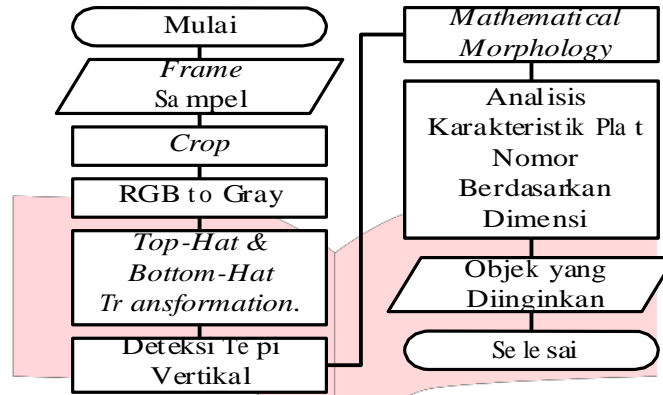 Mulai
Frame
Sampel
Crop
RGB to Gray
Top-Hat &
Bottom-Hat
Transformation.
Deteksi Tepi
Vertikal
Mathematical
Morphology
Analisis
Karakteristik Plat
Nomor
Berdasarkan
Dimensi
Objek yang
Diinginkan
Selesai